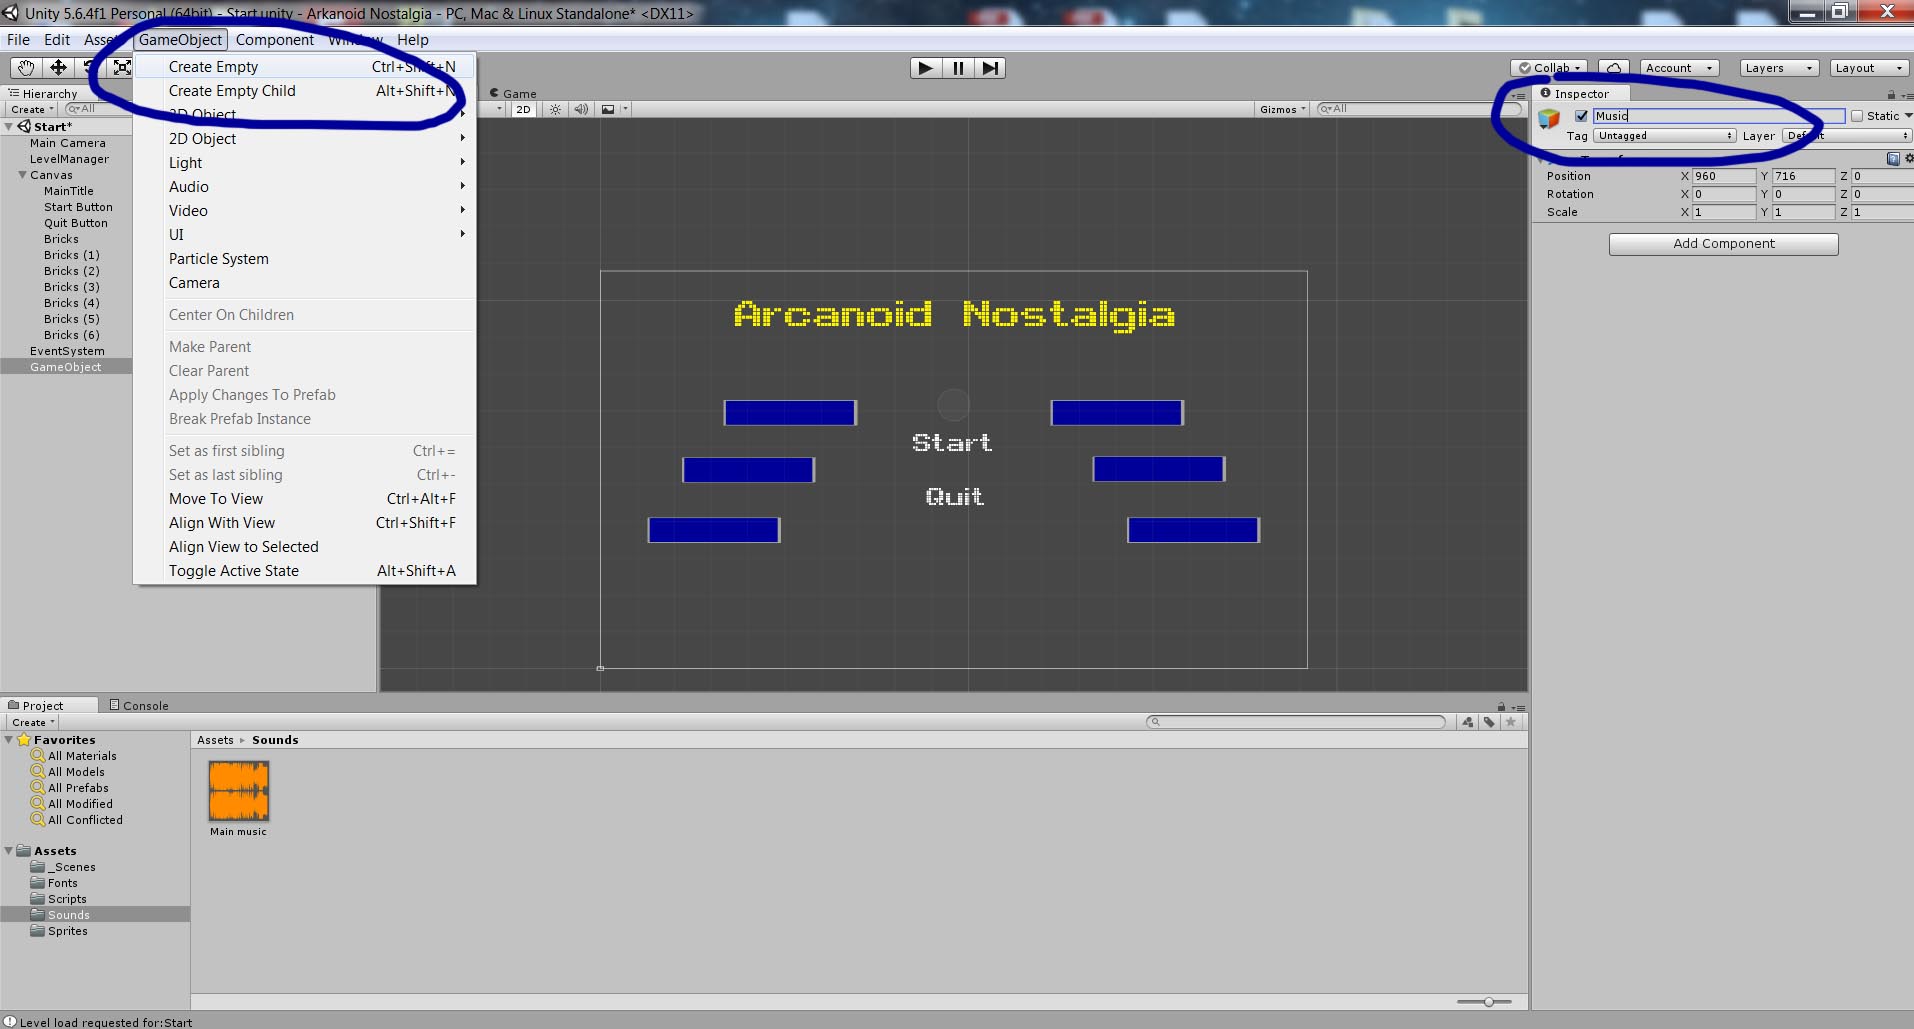 Unity 5.6.4f1 Personal (64bit) - Start.unity - Arkanoid Nostalgia - PC, Mac & Linux Standalone* <DX11>
File Edit GameObject Component Window Help
Collab Account Layers Layout
Create Empty Ctrl+Shift+N
Create Empty Child Alt+Shift+N
3D Object
2D Object
Light
Audio
Video
UI
Particle System
Camera
Center On Children
Make Parent
Clear Parent
Apply Changes To Prefab
Break Prefab Instance
Set as first sibling Ctrl+=
Set as last sibling Ctrl+-
Move To View Ctrl+Alt+F
Align With View Ctrl+Shift+F
Align View to Selected
Toggle Active State Alt+Shift+A
Hierarchy
Create All
Start*
Main Camera
LevelManager
Canvas
MainTitle
Start Button
Quit Button
Bricks
Bricks (1)
Bricks (2)
Bricks (3)
Bricks (4)
Bricks (5)
Bricks (6)
EventSystem
GameObject
Game
2D Gizmos All
Arcanoid Nostalgia
Start
Quit
Inspector
Music Static
Tag Untagged Layer Default
Position X 960 Y 716 Z 0
Rotation X 0 Y 0 Z 0
Scale X 1 Y 1 Z 1
Add Component
Project Console
Create
Favorites
All Materials
All Models
All Prefabs
All Modified
All Conflicted
Assets
_Scenes
Fonts
Scripts
Sounds
Sprites
Assets Sounds
Main music
Level load requested for:Start